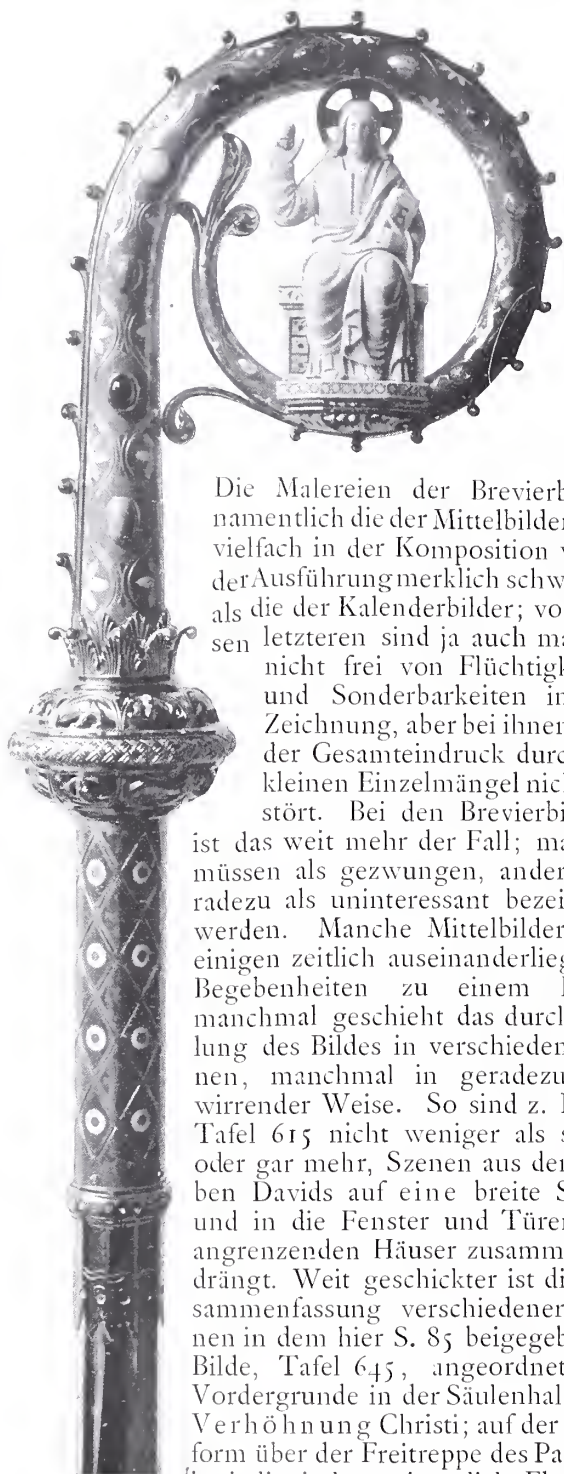 Die Malereien der Brevierb
namentlich die der Mittelbilder
vielfach in der Komposition
der Ausführung merklich schw
als die der Kalenderbilder; vo
sen letzteren sind ja auch ma
nicht frei von Flüchtigk
und Sonderbarkeiten in
Zeichnung, aber bei ihnen
der Gesamteindruck durc
kleinen Einzelmängel nic
stört. Bei den Brevierbi
ist das weit mehr der Fall; ma
müssen als gezwungen, ander
radezu als uninteressant bezei
werden. Manche Mittelbilder
einigen zeitlich auseinanderlieg
Begebenheiten zu einem
manchmal geschieht das durch
lung des Bildes in verschieden
nen, manchmal in geradezu
wirrender Weise. So sind z.
Tafel 615 nicht weniger als s
oder gar mehr, Szenen aus der
ben Davids auf eine breite S
und in die Fenster und Türen
angrenzenden Häuser zusamm
drängt. Weit geschickter ist di
sammenfassung verschiedener
nen in dem hier S. 85 beigegeb
Bilde, Tafel 645, angeordnet
Vordergrunde in der Säulenhal
Verhöhnung Christi; auf der
form über der Freitreppe des Pa